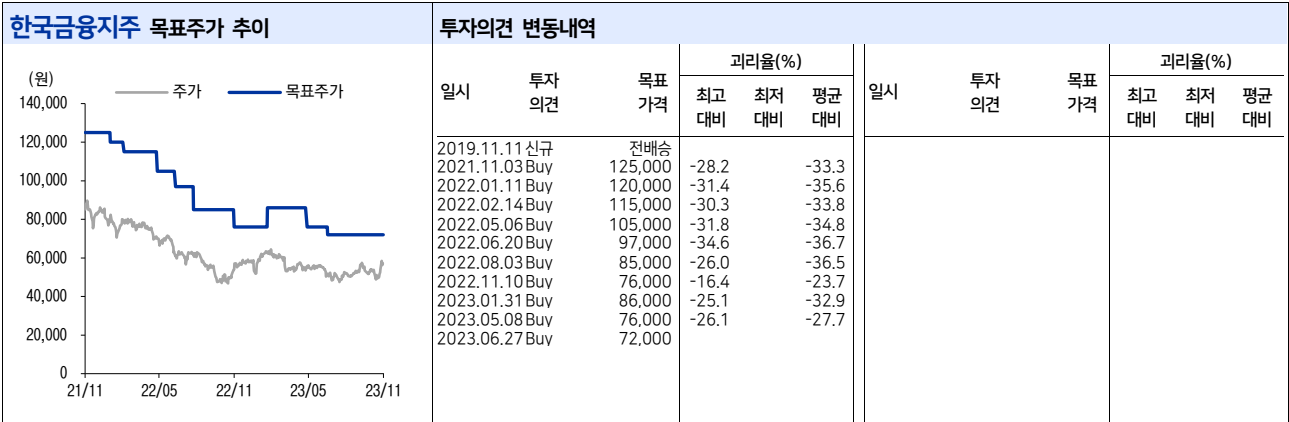 한국금융지주 목표주가 추이
(원)
주가 목표주가
140,000
120,000
100,000
80,000
60,000
40,000
20,000
0
21/11 22/05 22/11 23/05 23/11
투자의견 변동내역
일시 투자 의견 목표 가격 괴리율(%)
최고 대비 최저 대비 평균 대비
2019.11.11 신규 전배승
2021.11.03 Buy 125,000 -28.2 -33.3
2022.01.11 Buy 120,000 -31.4 -35.6
2022.02.14 Buy 115,000 -30.3 -33.8
2022.05.06 Buy 105,000 -31.8 -34.8
2022.06.20 Buy 97,000 -34.6 -36.7
2022.08.03 Buy 85,000 -26.0 -36.5
2022.11.10 Buy 76,000 -16.4 -23.7
2023.01.31 Buy 86,000 -25.1 -32.9
2023.05.08 Buy 76,000 -26.1 -27.7
2023.06.27 Buy 72,000
일시 투자 의견 목표 가격 괴리율(%)
최고 대비 최저 대비 평균 대비